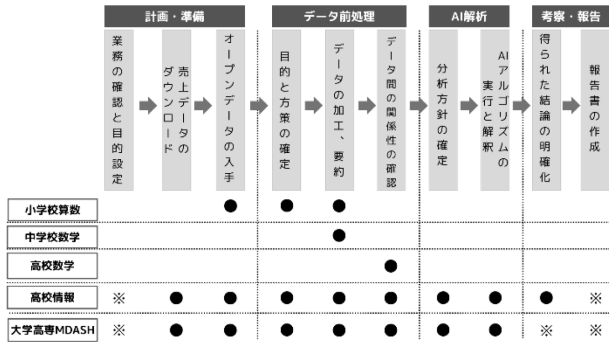 計画・準備
データ前処理
AI解析
考察・報告
業務の確認と目的設定
売上データの
ダウンロード
オープンデータの入手
目的と方策の確定
データの加工、要約
データ間の関係性の確認
分析方針の確定
AIアルゴリズムの
実行と解釈
得られた結論の明確化
報告書の作成
小学校算数 ● ● ●
中学校数学 ●
高校数学 ●
高校情報 ※ ● ● ● ● ● ● ● ● ※
大学高専MDASH ※ ● ● ● ● ● ● ● ※ ※